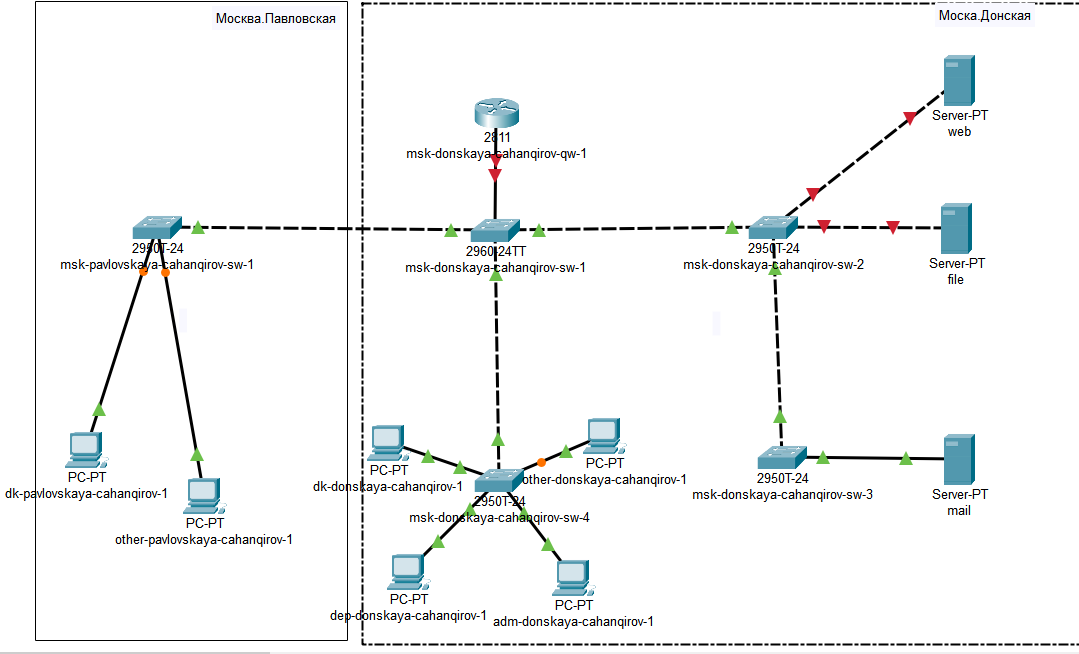 Москва.Павловская
Моска.Донская
Server-PT
web
2811
msk-donskaya-cahanqirov-qw-1
2950T-24
msk-pavlovskaya-cahanqirov-sw-1
2960-24TT
msk-donskaya-cahanqirov-sw-1
2950T-24
msk-donskaya-cahanqirov-sw-2
Server-PT
file
PC-PT
dk-pavlovskaya-cahanqirov-1
PC-PT
other-pavlovskaya-cahanqirov-1
PC-PT
dk-donskaya-cahanqirov-1
PC-PT
other-donskaya-cahanqirov-1
2950T-24
msk-donskaya-cahanqirov-sw-4
2950T-24
msk-donskaya-cahanqirov-sw-3
Server-PT
mail
PC-PT
dep-donskaya-cahanqirov-1
PC-PT
adm-donskaya-cahanqirov-1